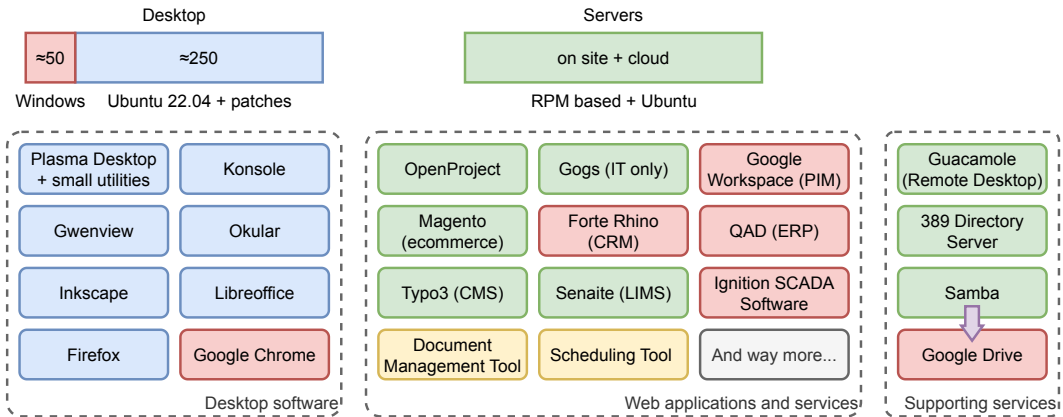 Desktop
Servers
≈50
≈250
on site + cloud
Windows
Ubuntu 22.04 + patches
RPM based + Ubuntu
Plasma Desktop
+ small utilities
Konsole
Gwenview
Okular
Inkscape
Libreoffice
Firefox
Google Chrome
Desktop software
OpenProject
Gogs (IT only)
Google
Workspace (PIM)
Magento
(ecommerce)
Forte Rhino
(CRM)
QAD (ERP)
Typo3 (CMS)
Senaite (LIMS)
Ignition SCADA
Software
Document
Management Tool
Scheduling Tool
And way more...
Web applications and services
Guacamole
(Remote Desktop)
389 Directory
Server
Samba
Google Drive
Supporting services